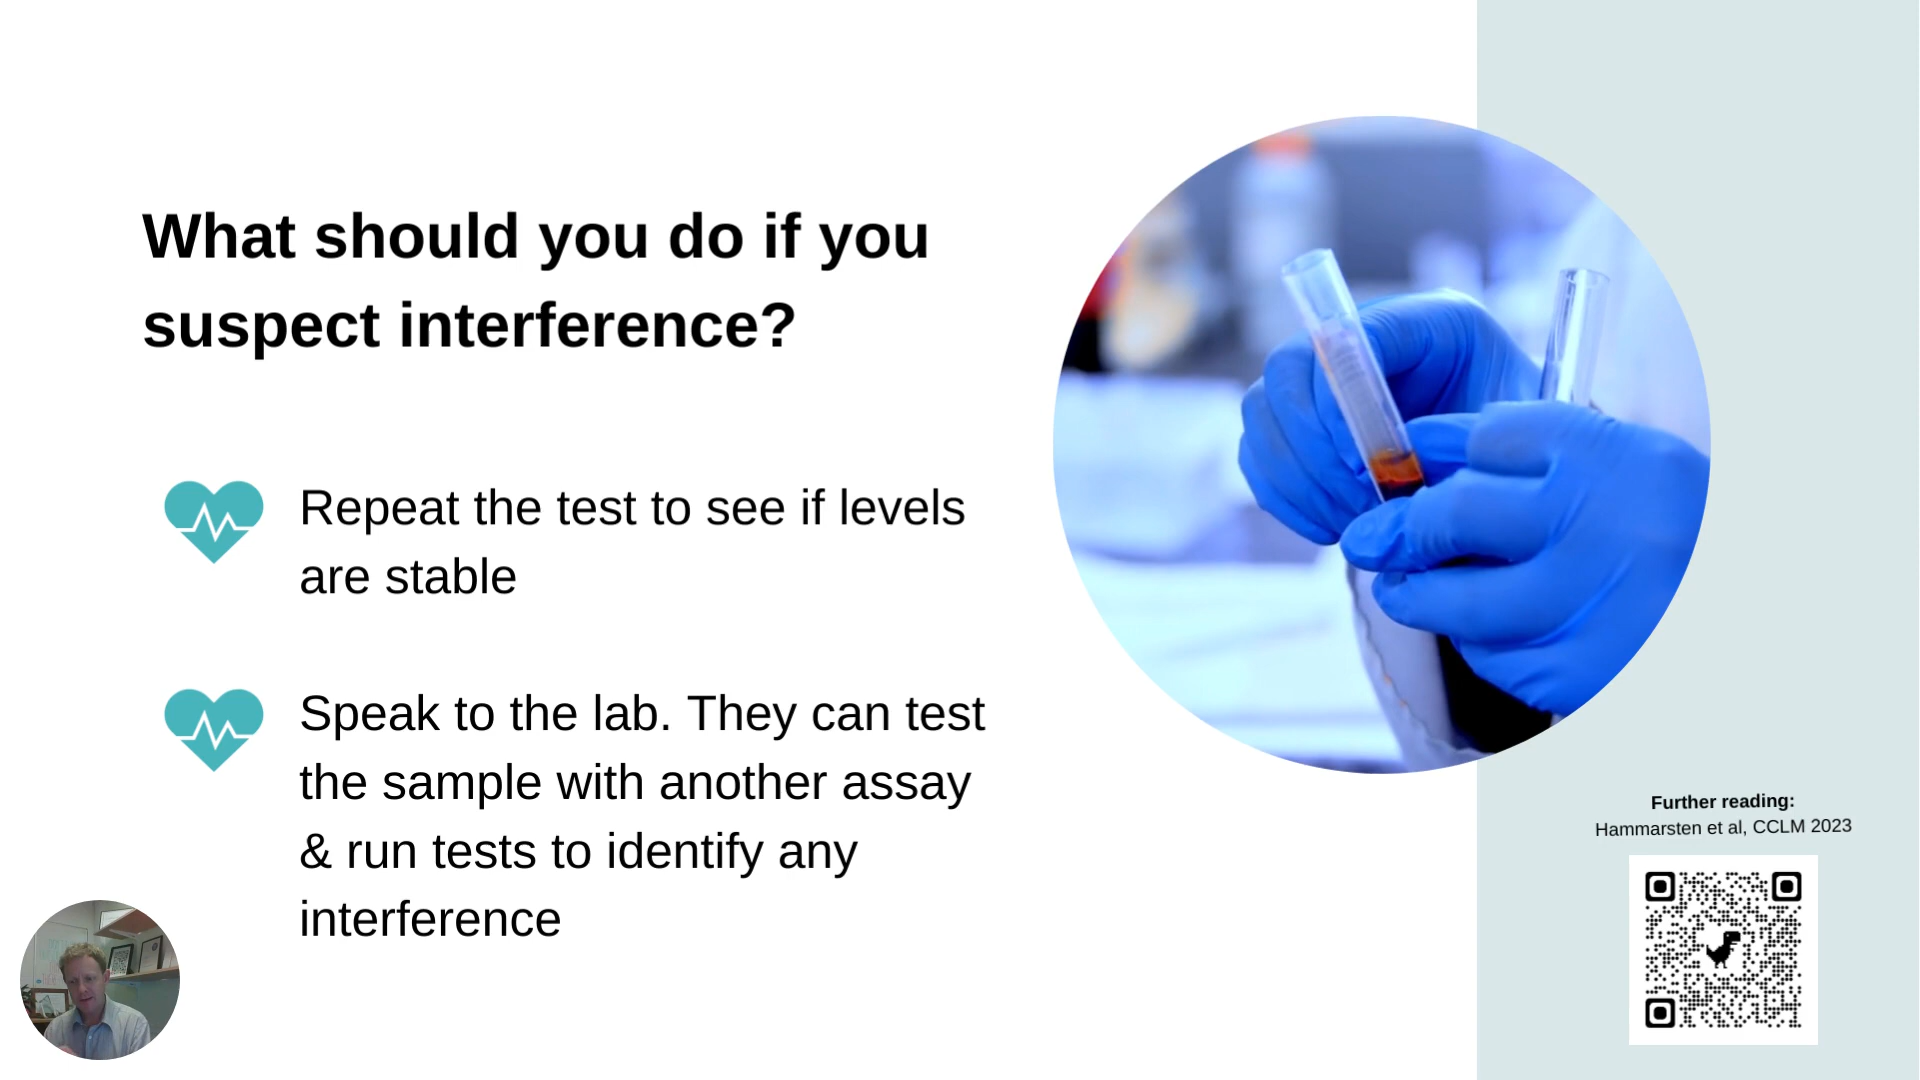 What should you do if you
suspect interference?
Repeat the test to see if levels
are stable
Speak to the lab. They can test
the sample with another assay
& run tests to identify any
interference
Further reading:
Hammarsten et al, CCLM 2023